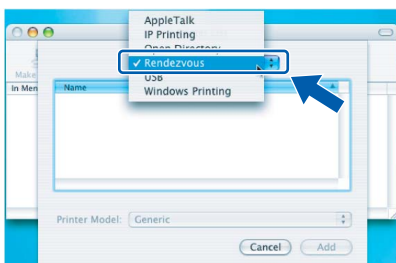 AppleTalk
IP Printing
Open Directory
✓ Rendezvous
USB
Windows Printing
Make
In Men
Name
Printer Model: Generic
Cancel
Add